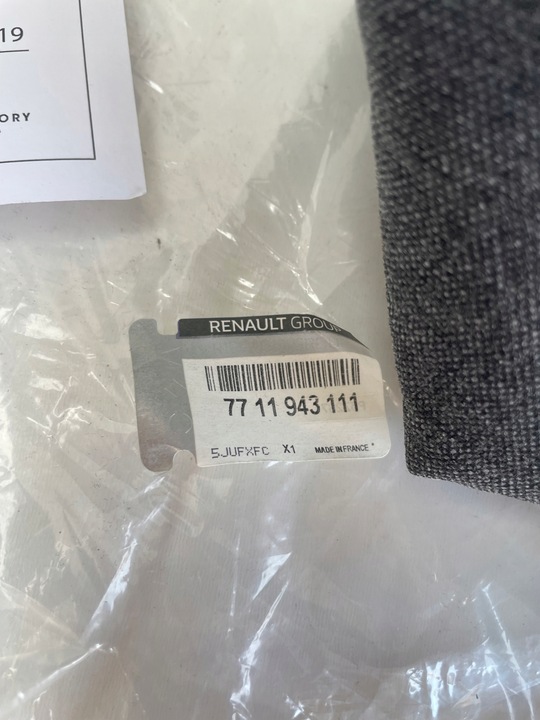 19
ORY
RENAULT GROU
77 11 943 111
5JUFXFC X1 MADE IN FRANCE *